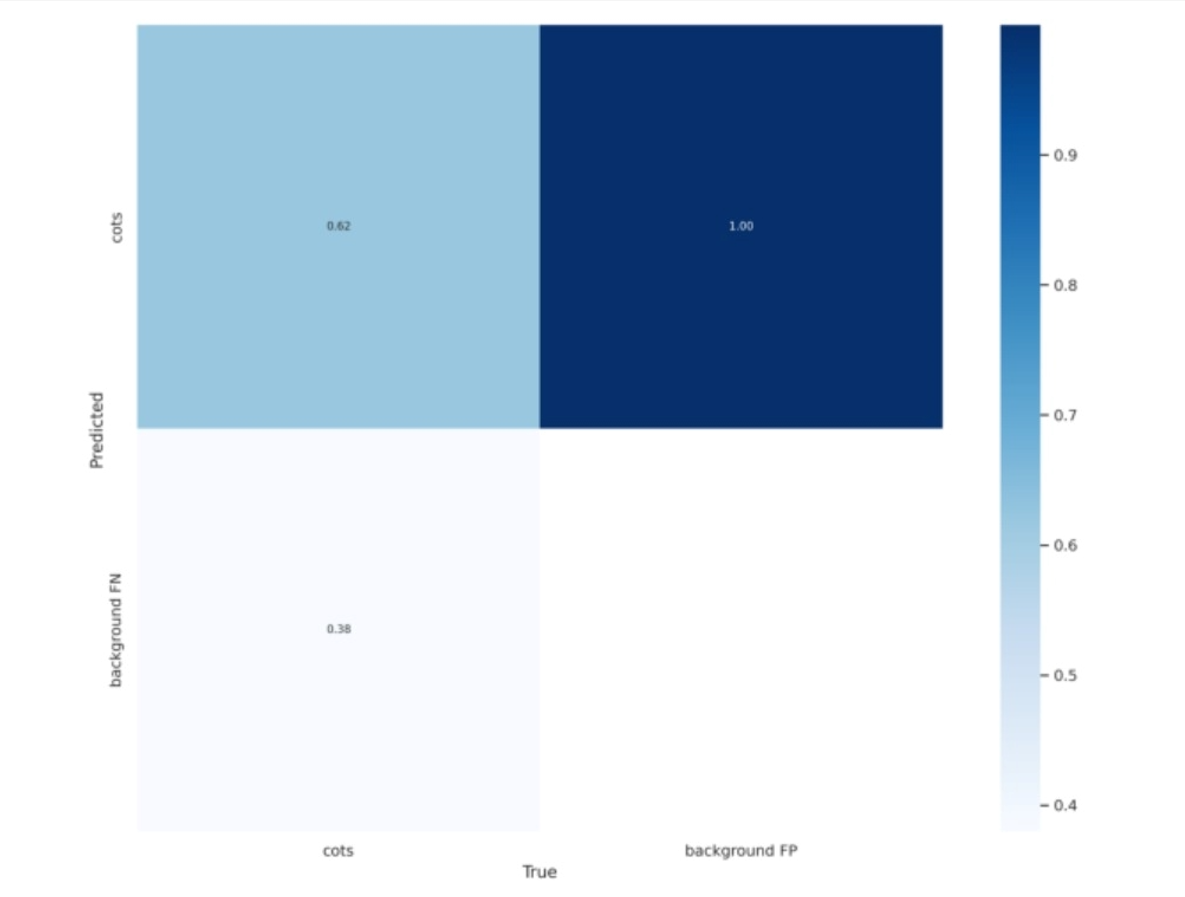 0.62
1.00
0.38
cots
background FN
Predicted
cots
background FP
True
0.9
0.8
0.7
0.6
0.5
0.4